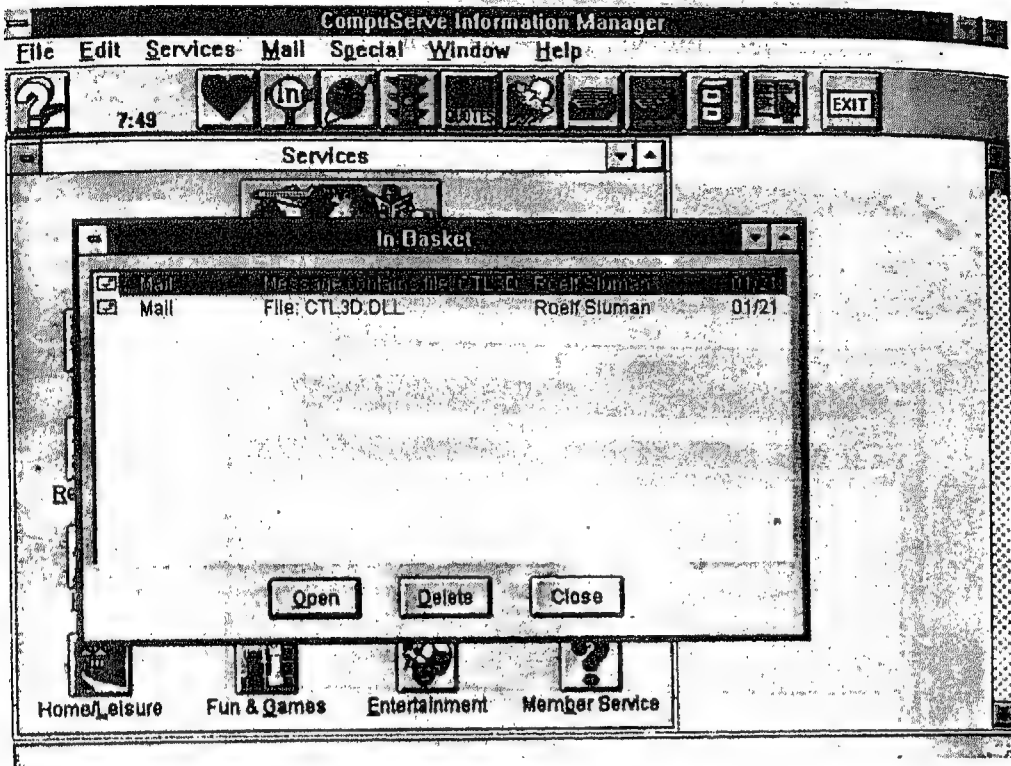 CompuServe Information Manager
File Edit Services Mail Special Window Help
7:49 In QUOTES EXIT
Services
In Basket
Mail Message contains file CTL3D Roelf Sluman 01/21
Mail File: CTL3D.DLL Roelf Sluman 01/21
Re
Open Delete Close
Home/Leisure Fun & Games Entertainment Member Service